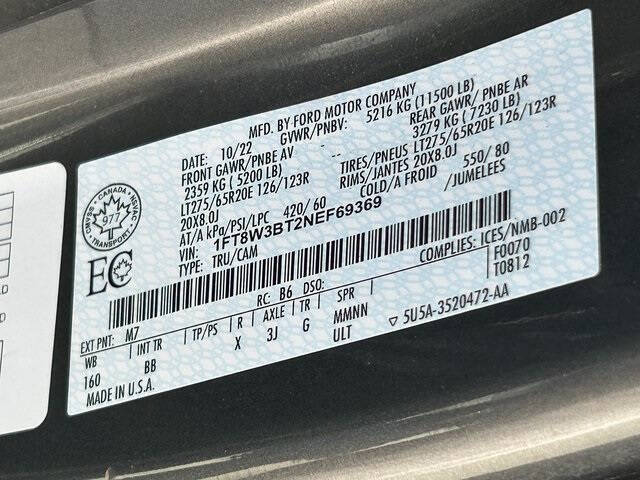 MFD. BY FORD MOTOR COMPANY
DATE: 10/22 GVWR/PNBV: 5216 KG (11500 LB)
FRONT GAWR/PNBE AV -- REAR GAWR/ PNBE AR
2359 KG (5200 LB) -- 3279 KG (7230 LB)
LT275/65R20E 126/123R TIRES/PNEUS LT275/65R20E 126/123R
20X8.0J RIMS/JANTES 20X8.0J
AT/A kPa/PSI/LPC 420/60 COLD/A FROID 550/80
VIN: 1FT8W3BT2NEF69369 /JUMELEES
TYPE: TRU/CAM COMPLIES: ICES/NMB-002
CANADA
977
TRANSPORT
EC
F0070
T0812
RC: B6 DSO:
EXT PNT: M7
WB INT TR TP/PS R AXLE TR SPR
160 BB X 3J G MMNN
ULT
▽ 5U5A-3520472-AA
MADE IN U.S.A.